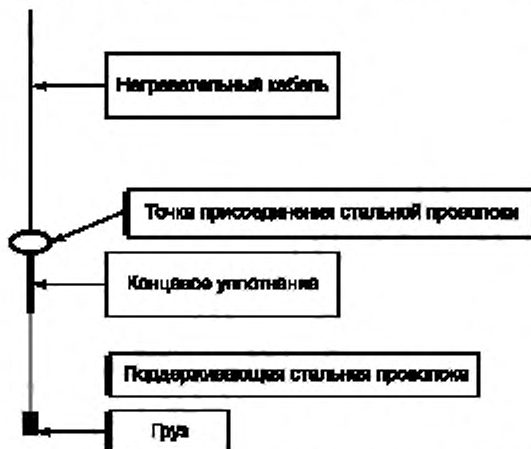 Нагревательный кабель
Точка присоединения стальной проволоки
Концевое уплотнение
Поддерживающая стальная проволока
Груз